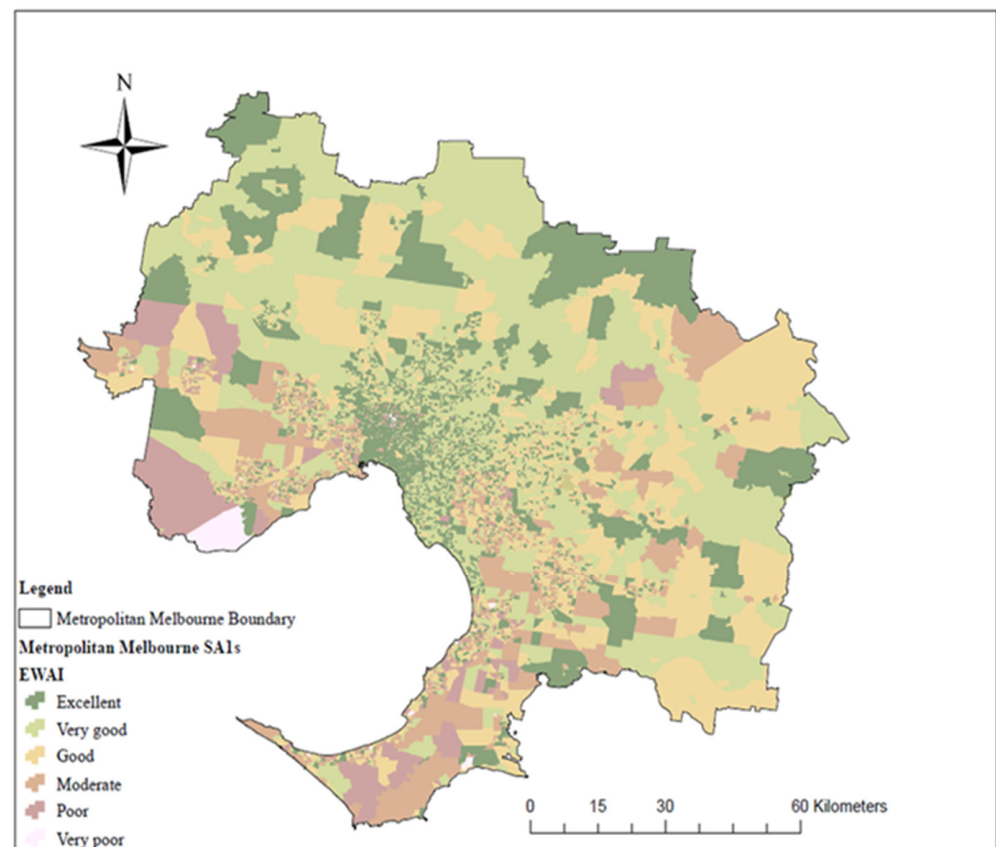 N
Legend
Metropolitan Melbourne Boundary
Metropolitan Melbourne SA1s
EWAI
Excellent
Very good
Good
Moderate
Poor
Very poor
0 15 30 60 Kilometers